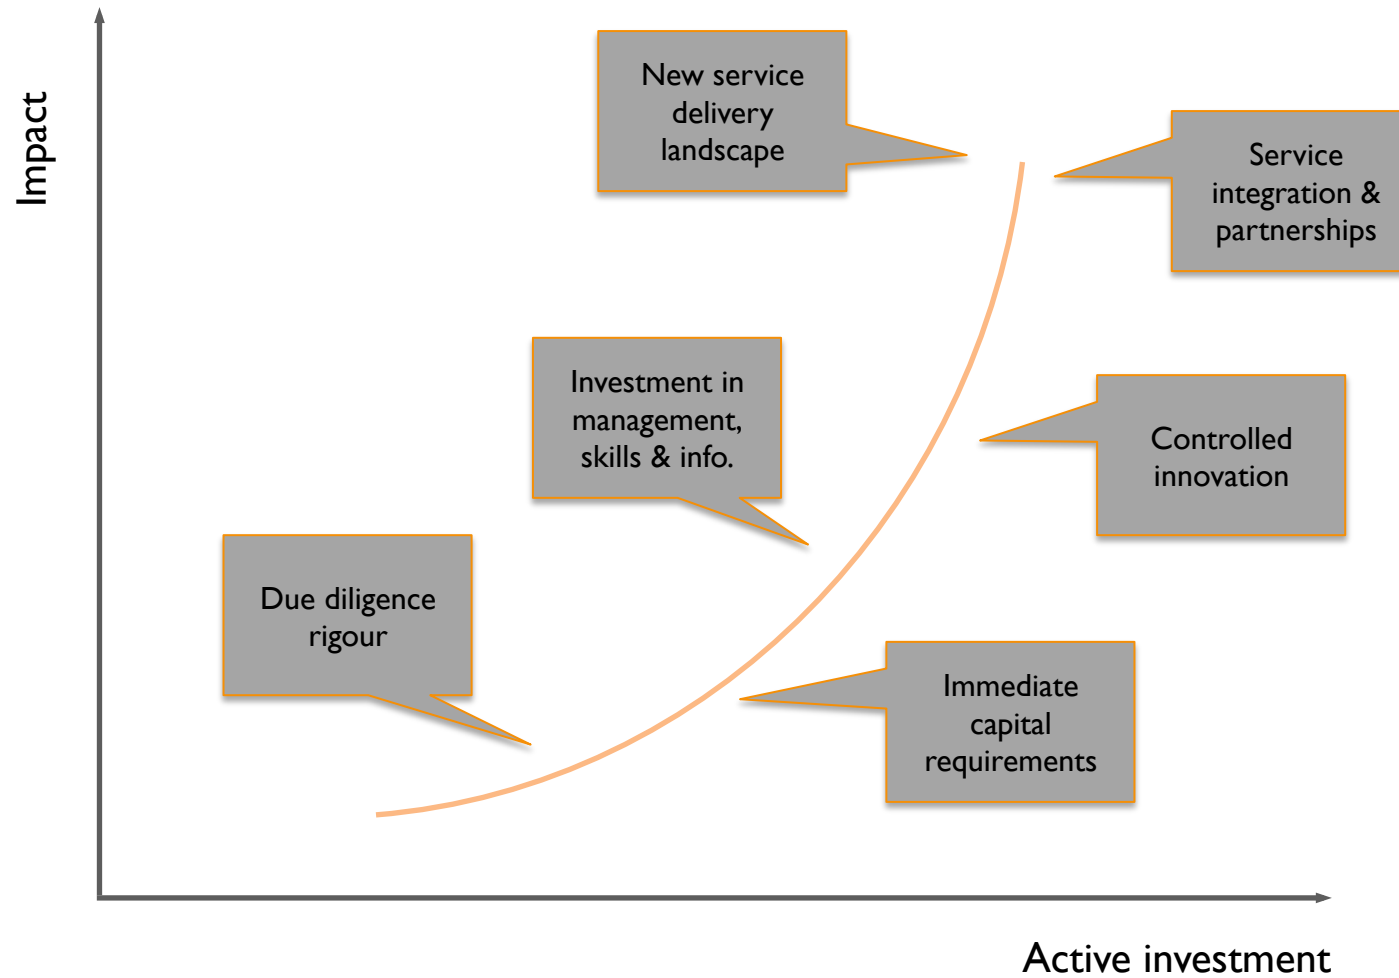 Impact
New service
delivery
landscape
Service
integration &
partnerships
Investment in
management,
skills & info.
Controlled
innovation
Due diligence
rigour
Immediate
capital
requirements
Active investment